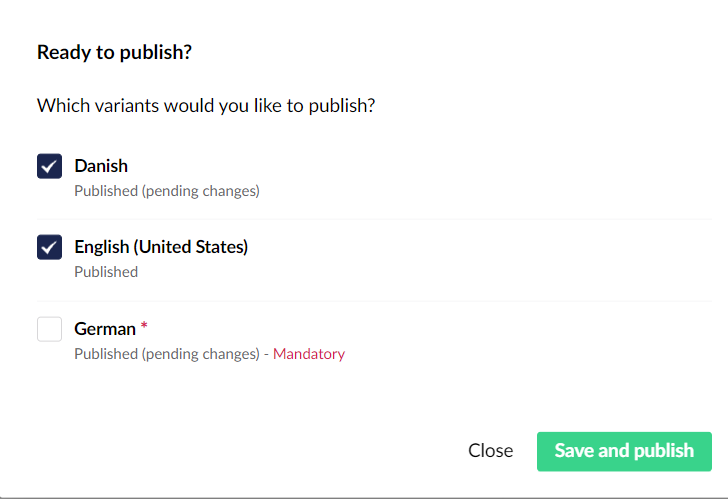 Ready to publish?
Which variants would you like to publish?
Danish
Published (pending changes)
English (United States)
Published
German *
Published (pending changes) - Mandatory
Close
Save and publish